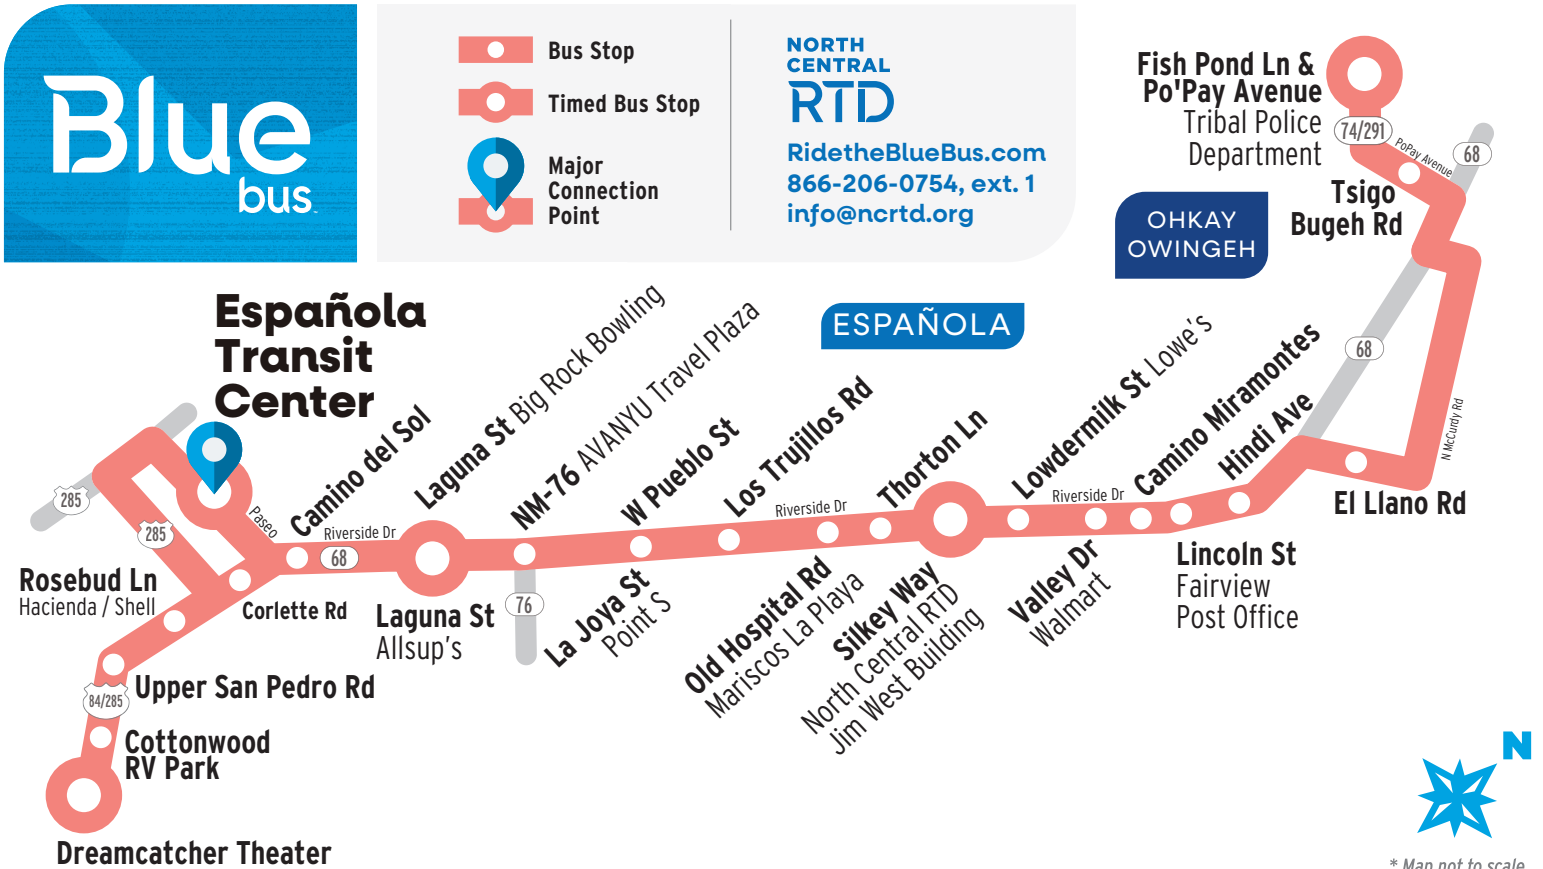 Blue
bus
Bus Stop
Timed Bus Stop
Major
Connection
Point
NORTH
CENTRAL
RTD
RidetheBlueBus.com
866-206-0754, ext. 1
info@ncrtd.org
Fish Pond Ln &
Po'Pay Avenue
Tribal Police
Department
74/291
PoPay Avenue
68
Tsigo
Bugeh Rd
OHKAY
OWINGEH
ESPAÑOLA
Española
Transit
Center
285
285
Paseo
Camino del Sol
Riverside Dr
68
Laguna St Big Rock Bowling
NM-76 AVANYU Travel Plaza
W Pueblo St
Los Trujillos Rd
Riverside Dr
Thorton Ln
Lowdermilk St Lowe's
Riverside Dr
Camino Miramontes
Hindi Ave
68
N McCurdy Rd
El Llano Rd
Rosebud Ln
Hacienda / Shell
Corlette Rd
Laguna St
Allsup's
76
La Joya St
Point S
Old Hospital Rd
Mariscos La Playa
Silkey Way
North Central RTD
Jim West Building
Valley Dr
Walmart
Lincoln St
Fairview
Post Office
Upper San Pedro Rd
84/285
Cottonwood
RV Park
Dreamcatcher Theater
N
* Map not to scale